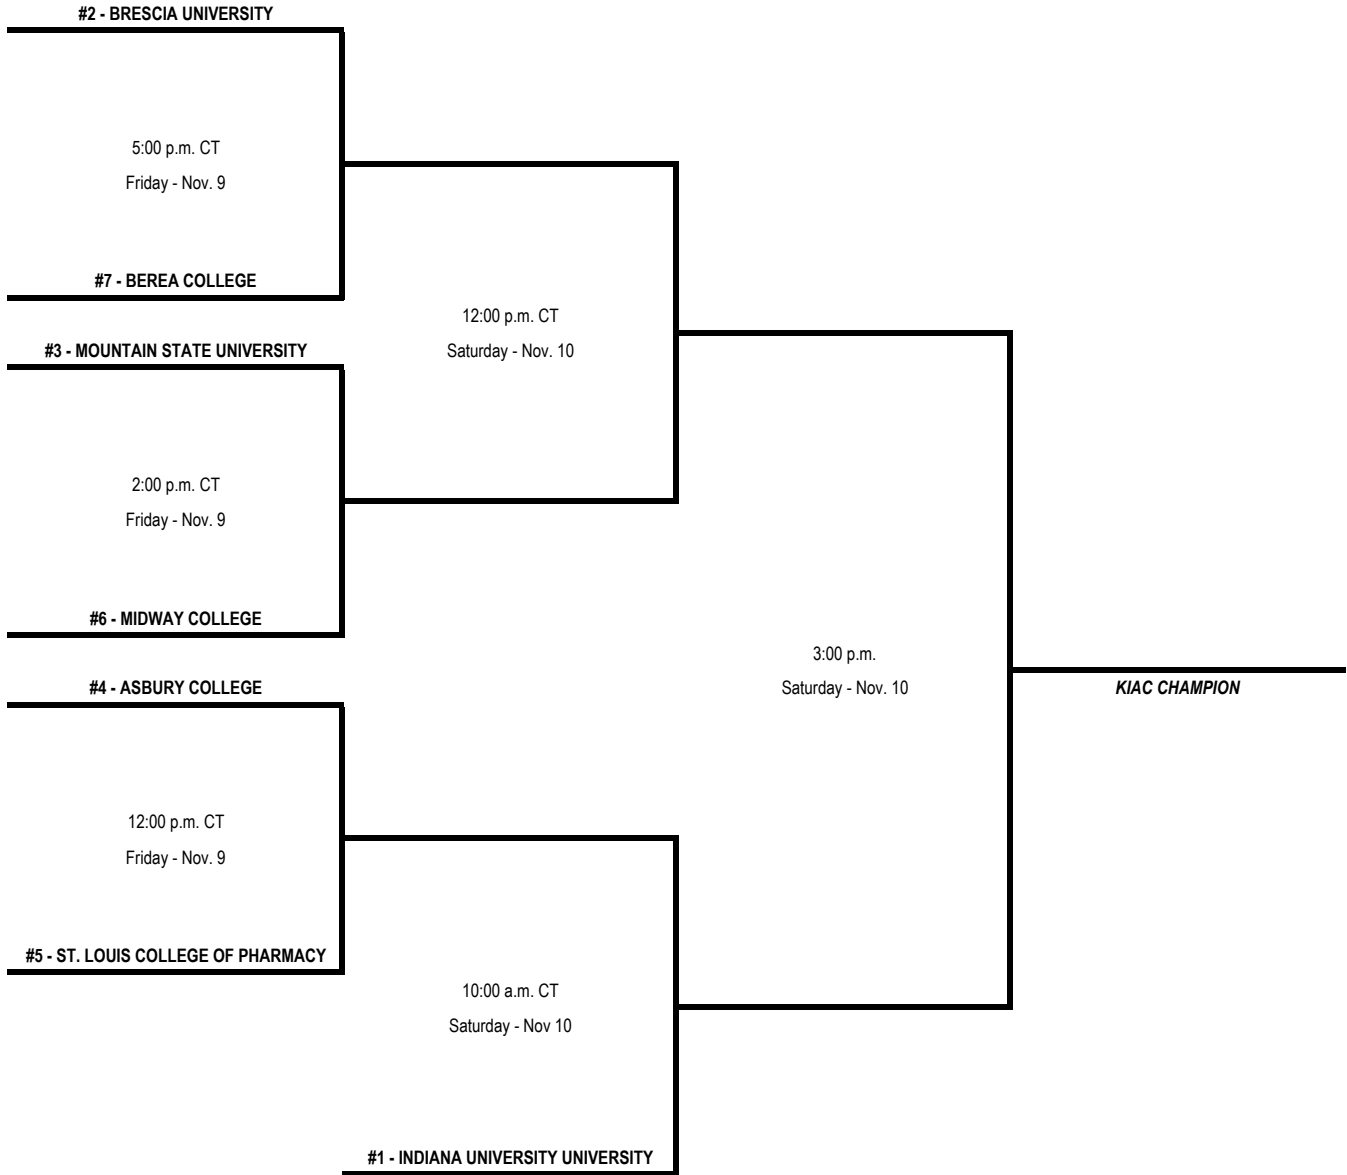 #2 - BRESCIA UNIVERSITY
5:00 p.m. CT
Friday - Nov. 9
#7 - BEREA COLLEGE
12:00 p.m. CT
Saturday - Nov. 10
#3 - MOUNTAIN STATE UNIVERSITY
2:00 p.m. CT
Friday - Nov. 9
#6 - MIDWAY COLLEGE
3:00 p.m.
Saturday - Nov. 10
KIAC CHAMPION
#4 - ASBURY COLLEGE
12:00 p.m. CT
Friday - Nov. 9
#5 - ST. LOUIS COLLEGE OF PHARMACY
10:00 a.m. CT
Saturday - Nov 10
#1 - INDIANA UNIVERSITY UNIVERSITY